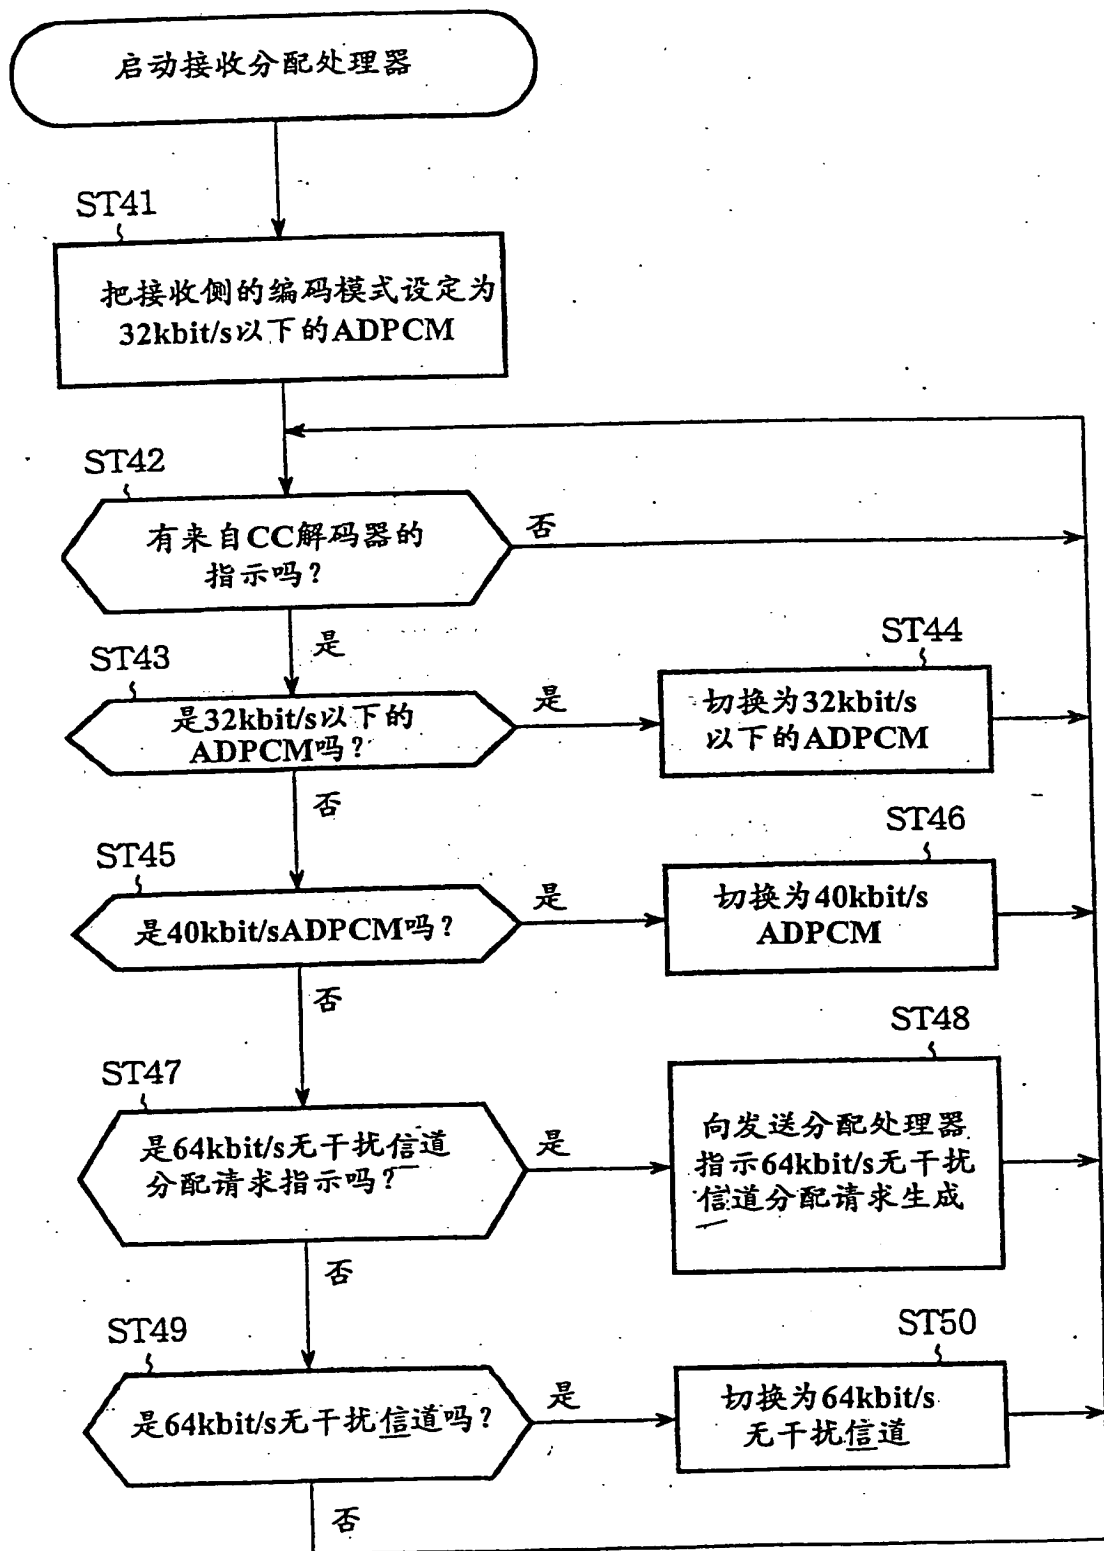 启动接收分配处理器
ST41
把接收侧的编码模式设定为
32kbit/s以下的ADPCM
ST42
有来自CC解码器的
指示吗？
否
是
ST43
是32kbit/s以下的
ADPCM吗？
是
ST44
切换为32kbit/s
以下的ADPCM
否
ST45
是40kbit/sADPCM吗？
是
ST46
切换为40kbit/s
ADPCM
否
ST47
是64kbit/s无干扰信道
分配请求指示吗？
是
ST48
向发送分配处理器
指示64kbit/s无干扰
信道分配请求生成
否
ST49
是64kbit/s无干扰信道吗？
是
ST50
切换为64kbit/s
无干扰信道
否